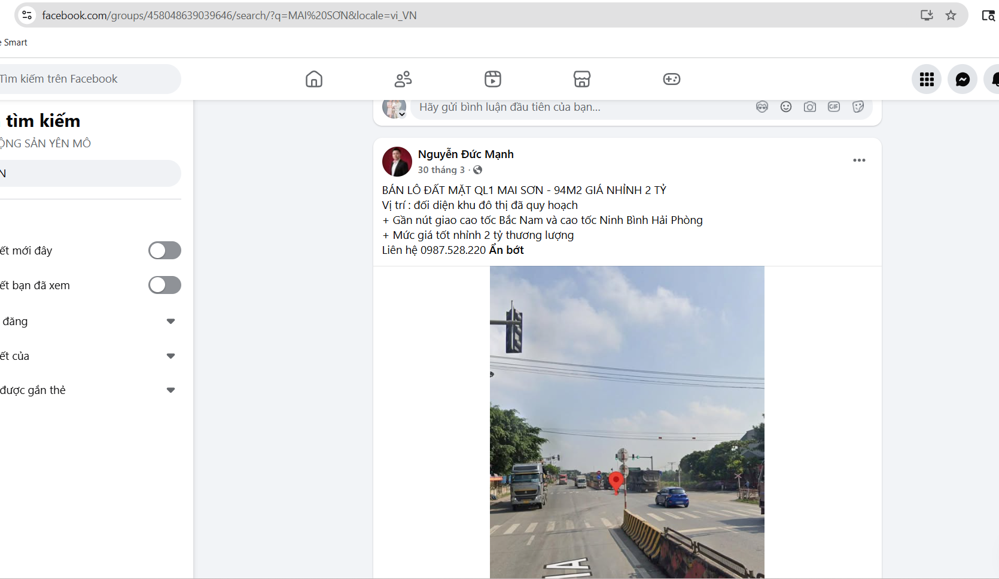 facebook.com/groups/458048639039646/search/?q=MAI%20SƠN&locale=vi_VN
e Smart
Tìm kiếm trên Facebook
tìm kiếm
ỘNG SẢN YÊN MÔ
N
ết mới đây
ết bạn đã xem
đăng
ết của
được gắn thẻ
Hãy gửi bình luận đầu tiên của bạn...
GIF
Nguyễn Đức Mạnh
30 tháng 3 ·
BÁN LÔ ĐẤT MẶT QL1 MAI SƠN - 94M2 GIÁ NHỈNH 2 TỶ
Vị trí : đối diện khu đô thị đã quy hoạch
+ Gần nút giao cao tốc Bắc Nam và cao tốc Ninh Bình Hải Phòng
+ Mức giá tốt nhỉnh 2 tỷ thương lượng
Liên hệ 0987.528.220 Ẩn bớt